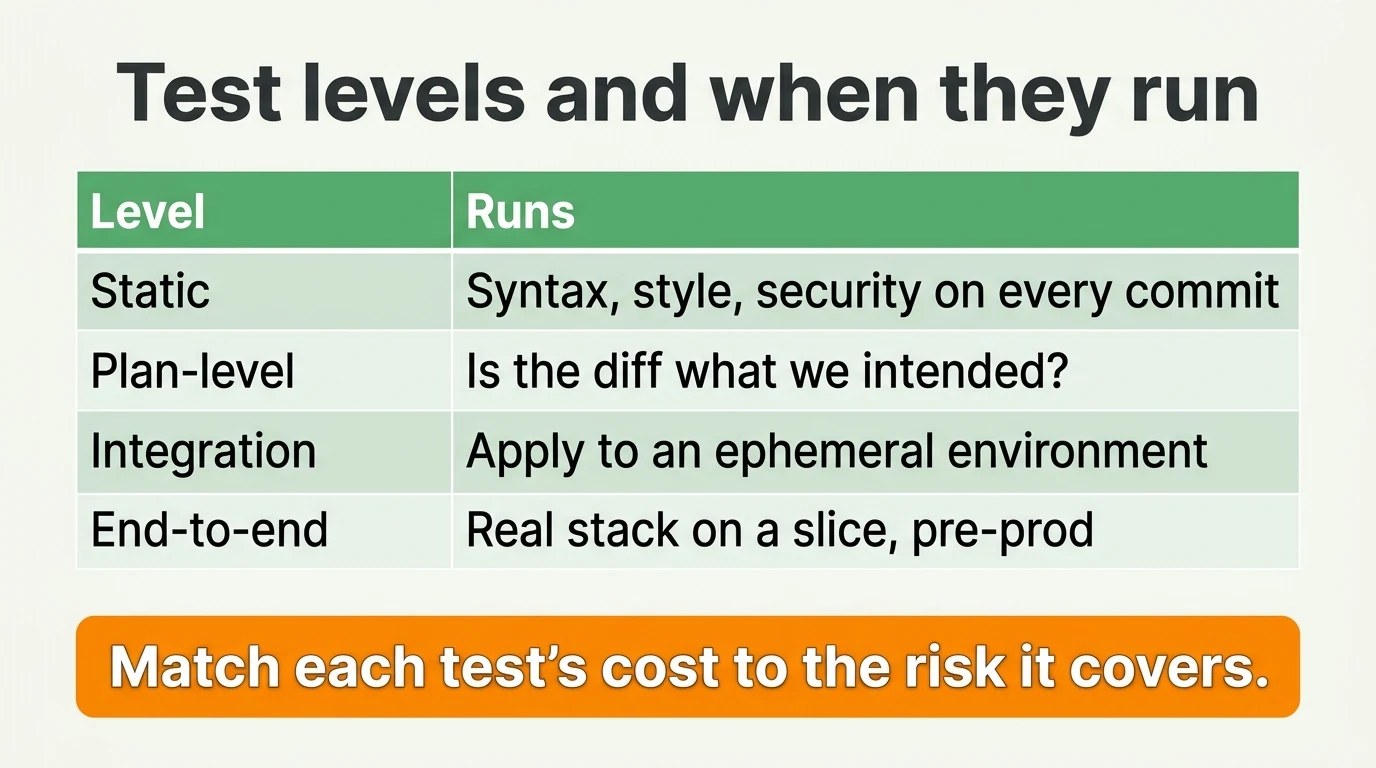 Test levels and when they run
Level Runs
Static Syntax, style, security on every commit
Plan-level Is the diff what we intended?
Integration Apply to an ephemeral environment
End-to-end Real stack on a slice, pre-prod
Match each test’s cost to the risk it covers.